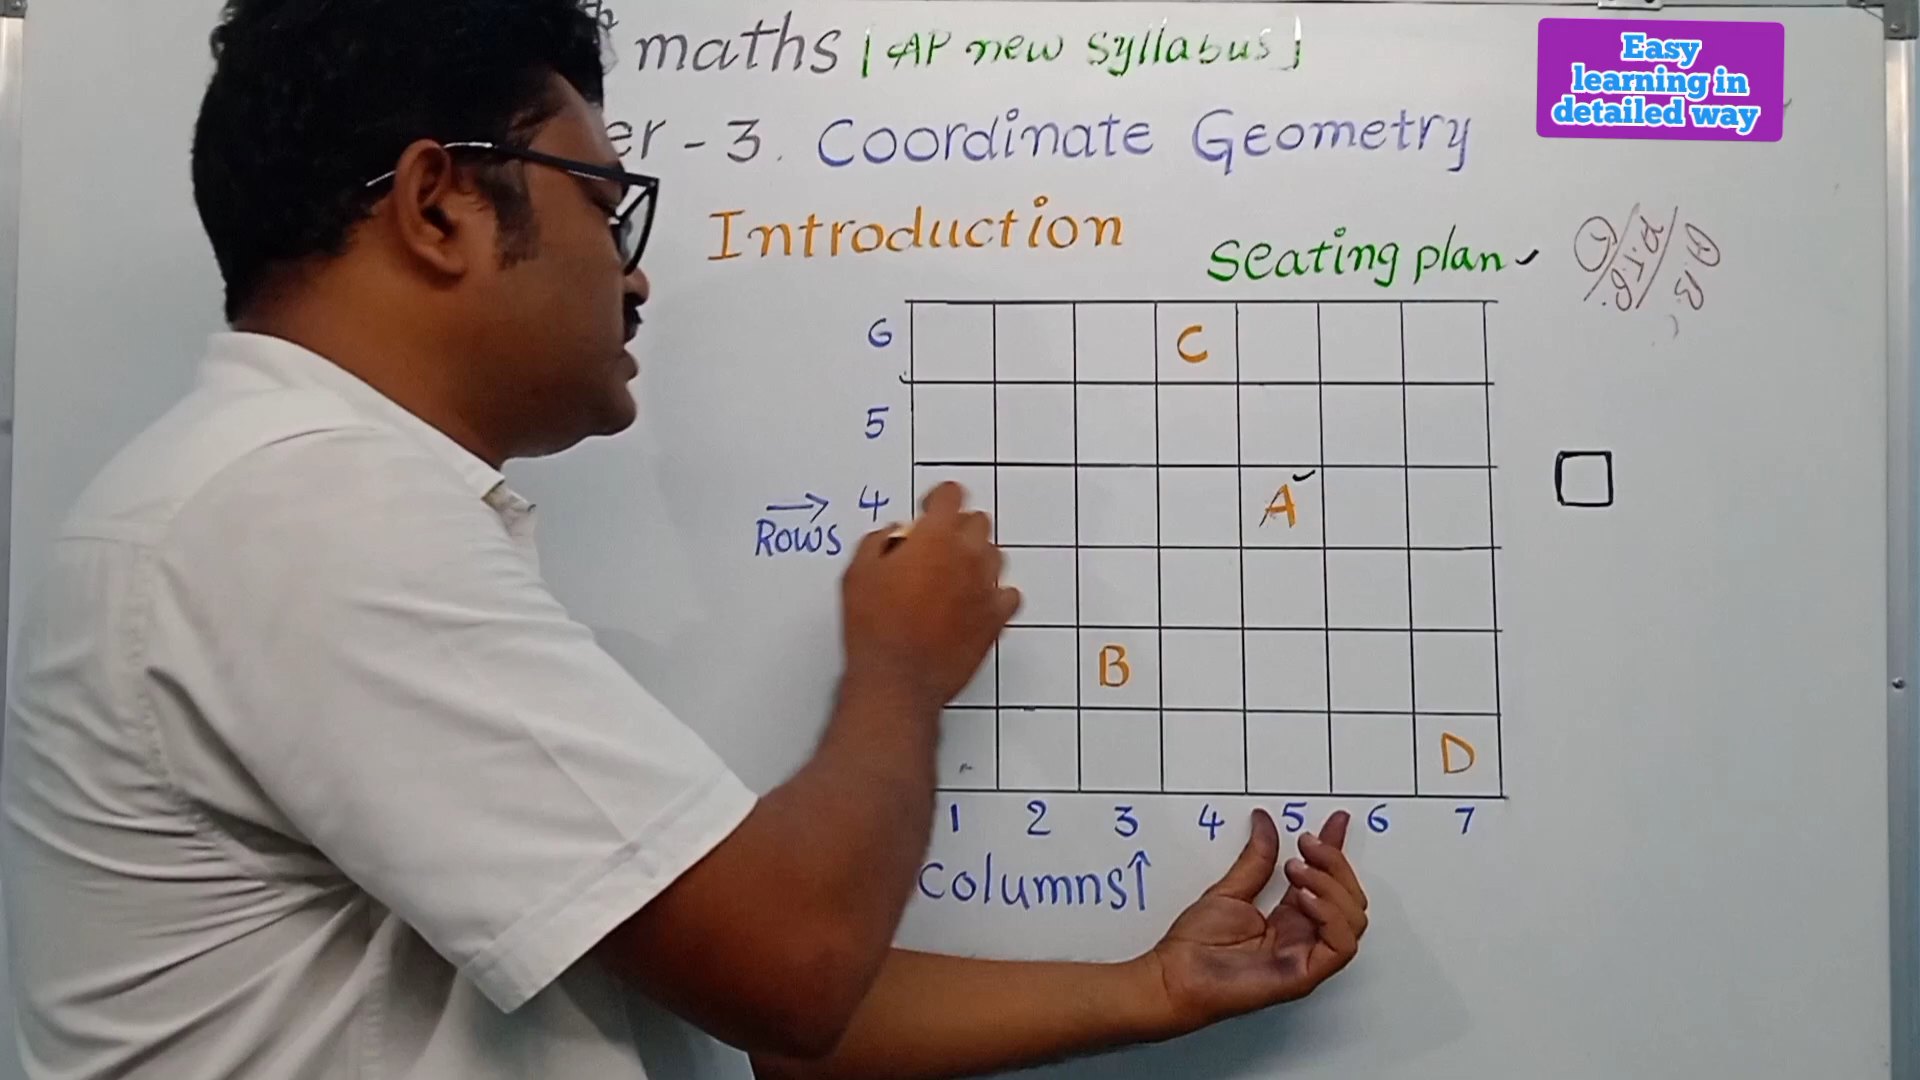 maths [AP new syllabus]
er - 3. Coordinate Geometry
Easy
learning in
detailed way
Introduction
Seating plan
6 C
5
Rows 4 A
B
D
1 2 3 4 5 6 7
Columns